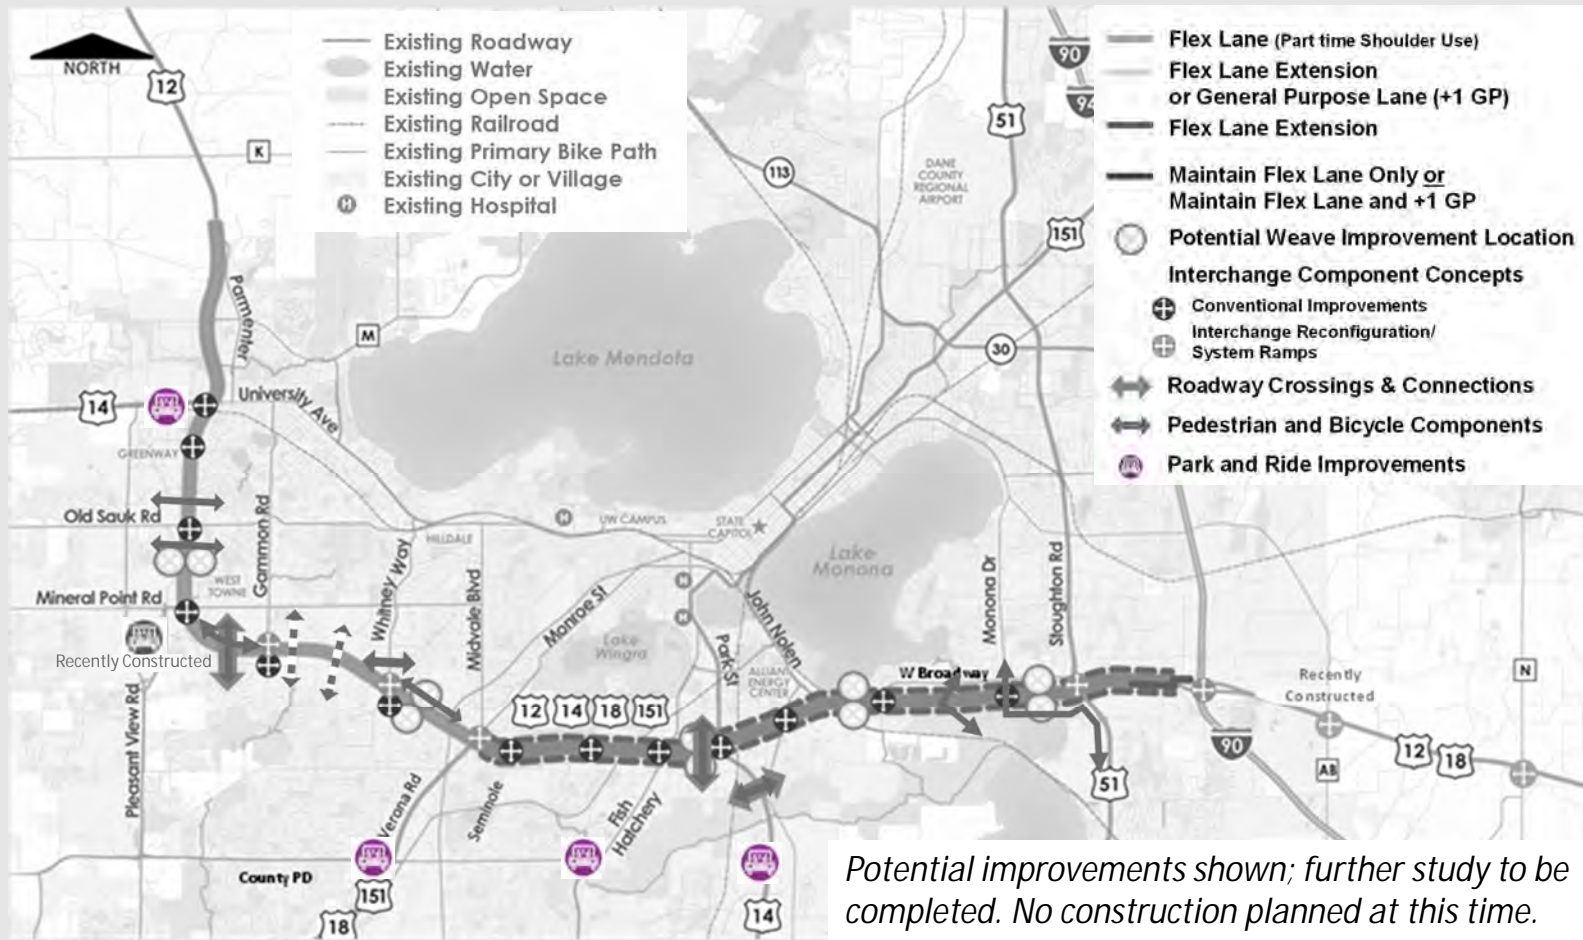 NORTH
12
K
Existing Roadway
Existing Water
Existing Open Space
Existing Railroad
Existing Primary Bike Path
Existing City or Village
H Existing Hospital
Flex Lane (Part time Shoulder Use)
Flex Lane Extension
or General Purpose Lane (+1 GP)
Flex Lane Extension
Maintain Flex Lane Only or
Maintain Flex Lane and +1 GP
Potential Weave Improvement Location
Interchange Component Concepts
Conventional Improvements
Interchange Reconfiguration/
System Ramps
Roadway Crossings & Connections
Pedestrian and Bicycle Components
Park and Ride Improvements
90
94
51
113
DANE
COUNTY
REGIONAL
AIRPORT
151
30
M
Parmenter
Lake Mendota
14
University Ave
GREENWAY
Old Sauk Rd
Gammon Rd
WEST
TOWNE
Mineral Point Rd
Recently Constructed
Pleasant View Rd
Whitney Way
HILLDALE
Midvale Blvd
H
UW CAMPUS
STATE
CAPITOL
Monroe St
H
H
Lake
Wingra
Park St
John Nolen
ALLIANT
ENERGY
CENTER
Lake
Monona
Monona Dr
Stoughton Rd
W Broadway
12
14
18
151
Verona Rd
Seminole
Fish
Hatchery
County PD
151
18
14
51
90
Recently
Constructed
AB
N
12
18
Potential improvements shown; further study to be
completed. No construction planned at this time.